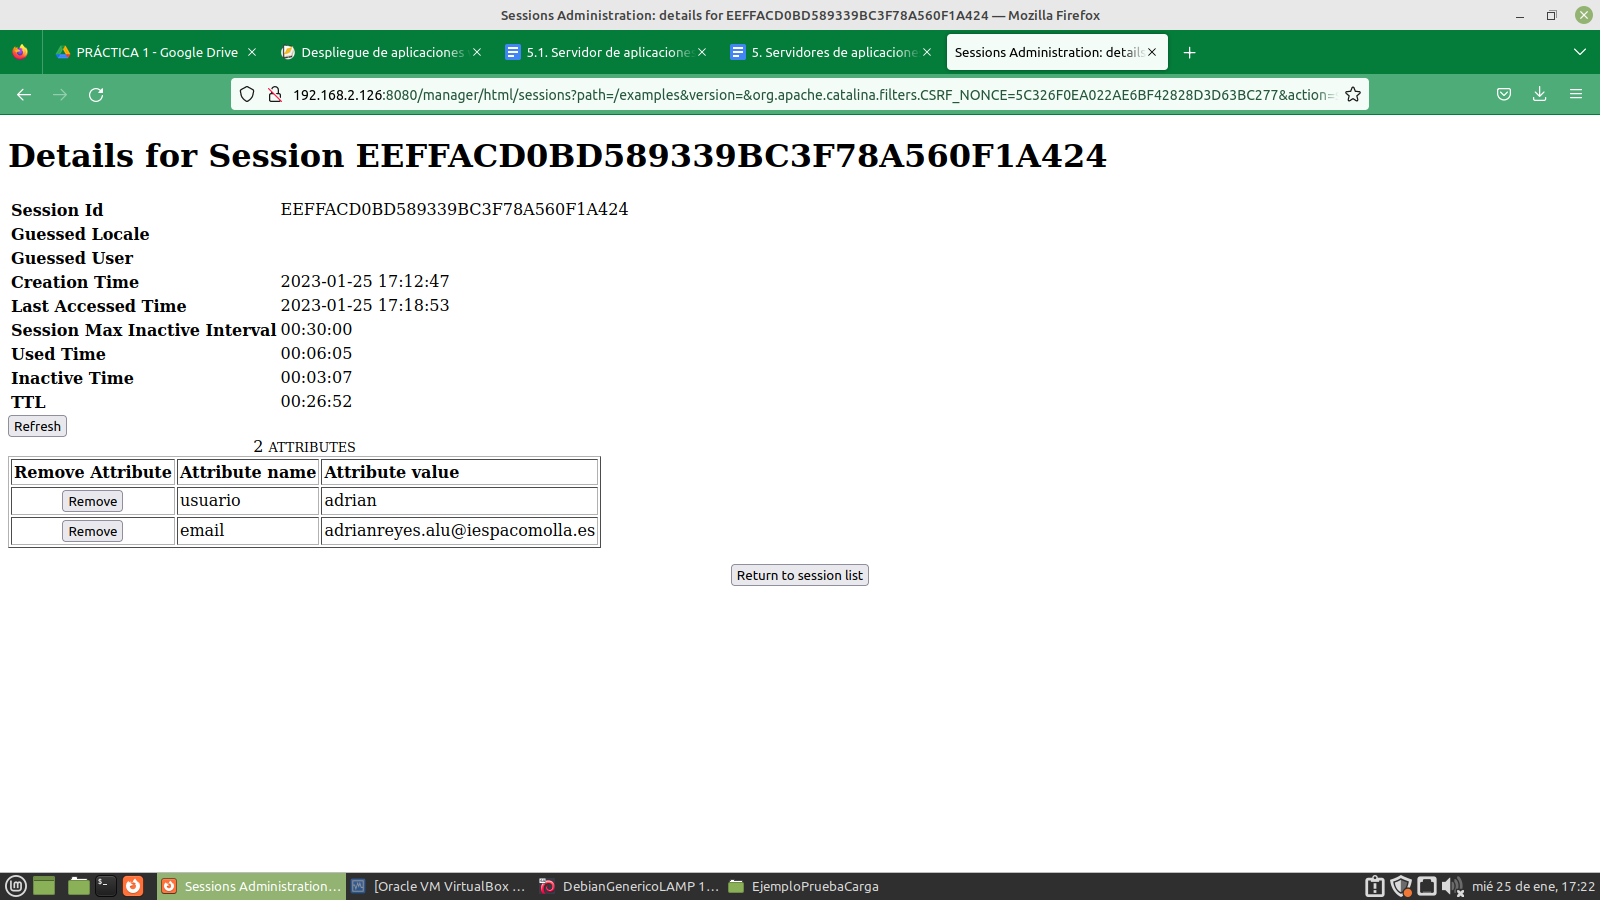 Sessions Administration: details for EEFFACD0BD589339BC3F78A560F1A424 — Mozilla Firefox
PRÁCTICA 1 - Google Drive
Despliegue de aplicaciones
5.1. Servidor de aplicacione
5. Servidores de aplicacione
Sessions Administration: details
192.168.2.126:8080/manager/html/sessions?path=/examples&version=&org.apache.catalina.filters.CSRF_NONCE=5C326F0EA022AE6BF42828D3D63BC277&action=
Details for Session EEFFACD0BD589339BC3F78A560F1A424
Session Id EEFFACD0BD589339BC3F78A560F1A424
Guessed Locale
Guessed User
Creation Time 2023-01-25 17:12:47
Last Accessed Time 2023-01-25 17:18:53
Session Max Inactive Interval 00:30:00
Used Time 00:06:05
Inactive Time 00:03:07
TTL 00:26:52
Refresh
2 ATTRIBUTES
Remove Attribute Attribute name Attribute value
Remove usuario adrian
Remove email adrianreyes.alu@iespacomolla.es
Return to session list
Sessions Administration... [Oracle VM VirtualBox ... DebianGenericoLAMP 1... EjemploPruebaCarga mié 25 de ene, 17:22